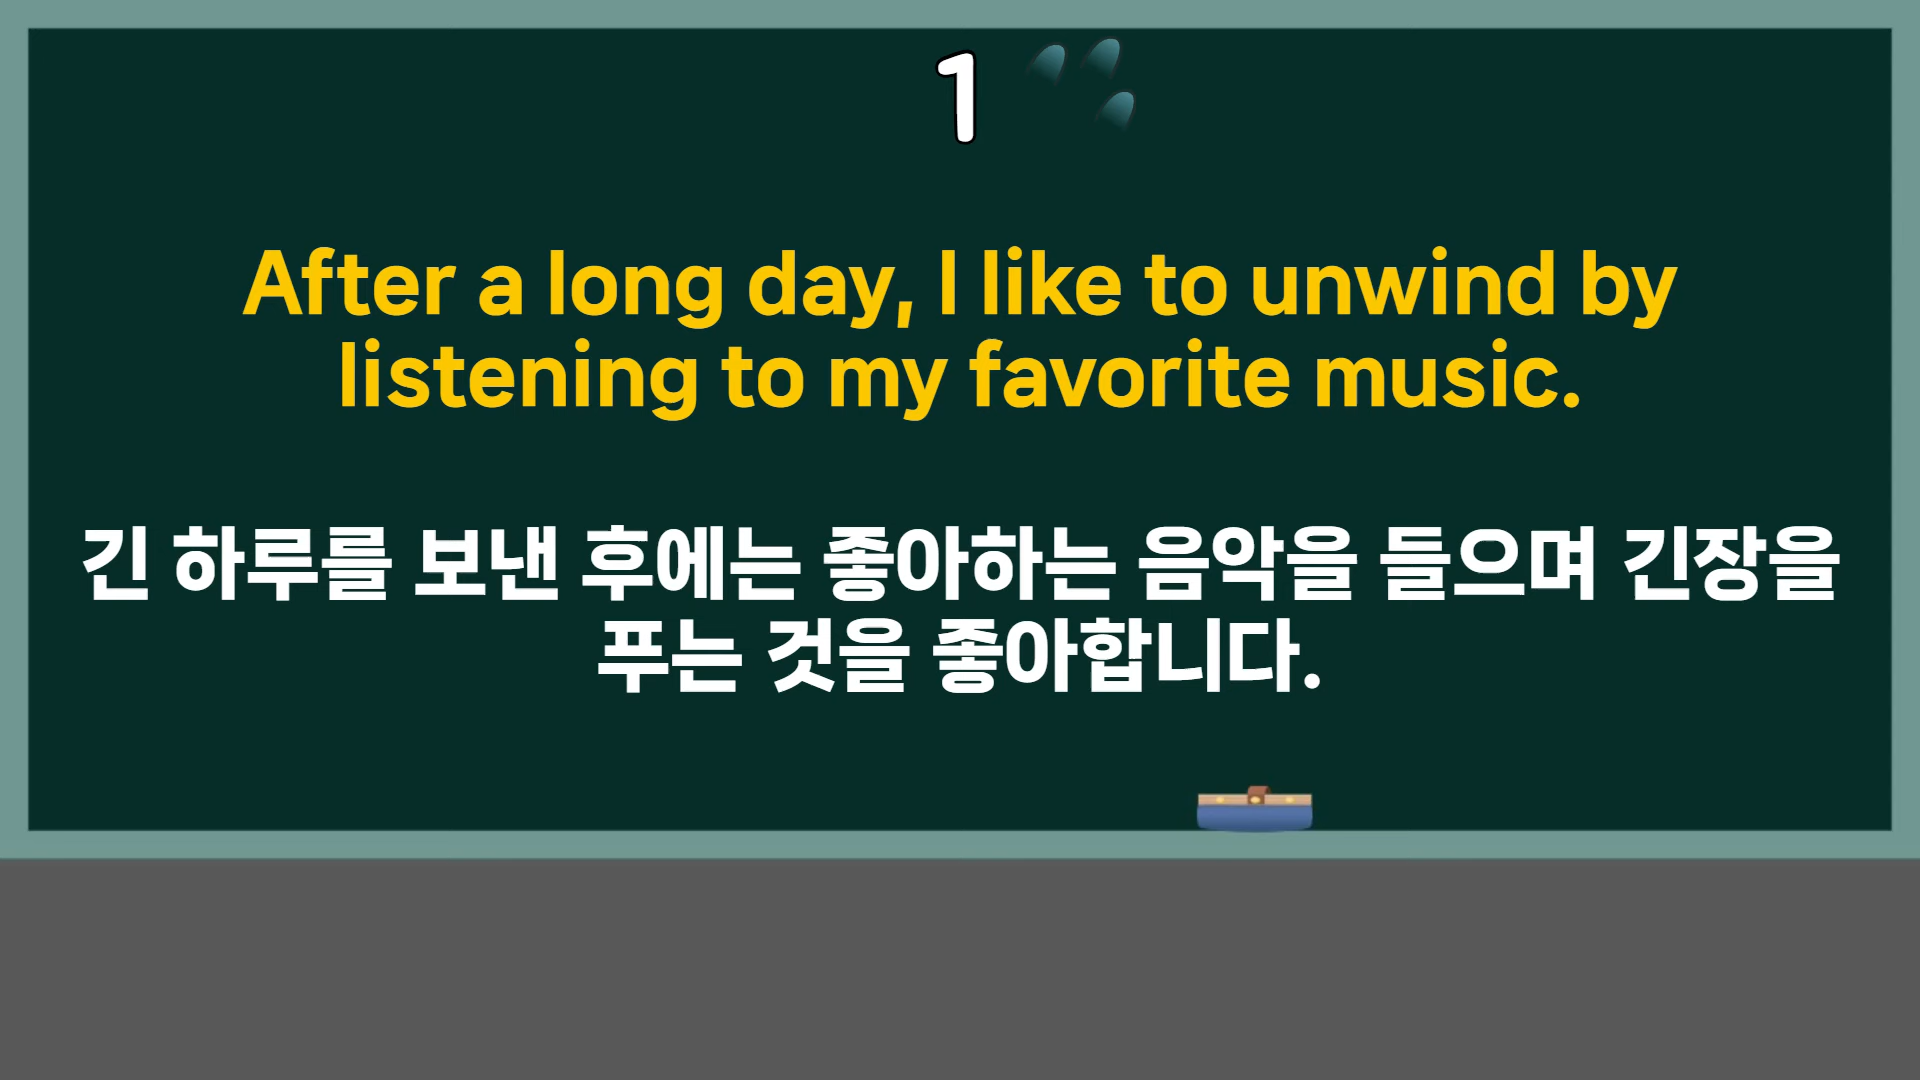 1
After a long day, I like to unwind by
listening to my favorite music.
긴 하루를 보낸 후에는 좋아하는 음악을 들으며 긴장을
푸는 것을 좋아합니다.